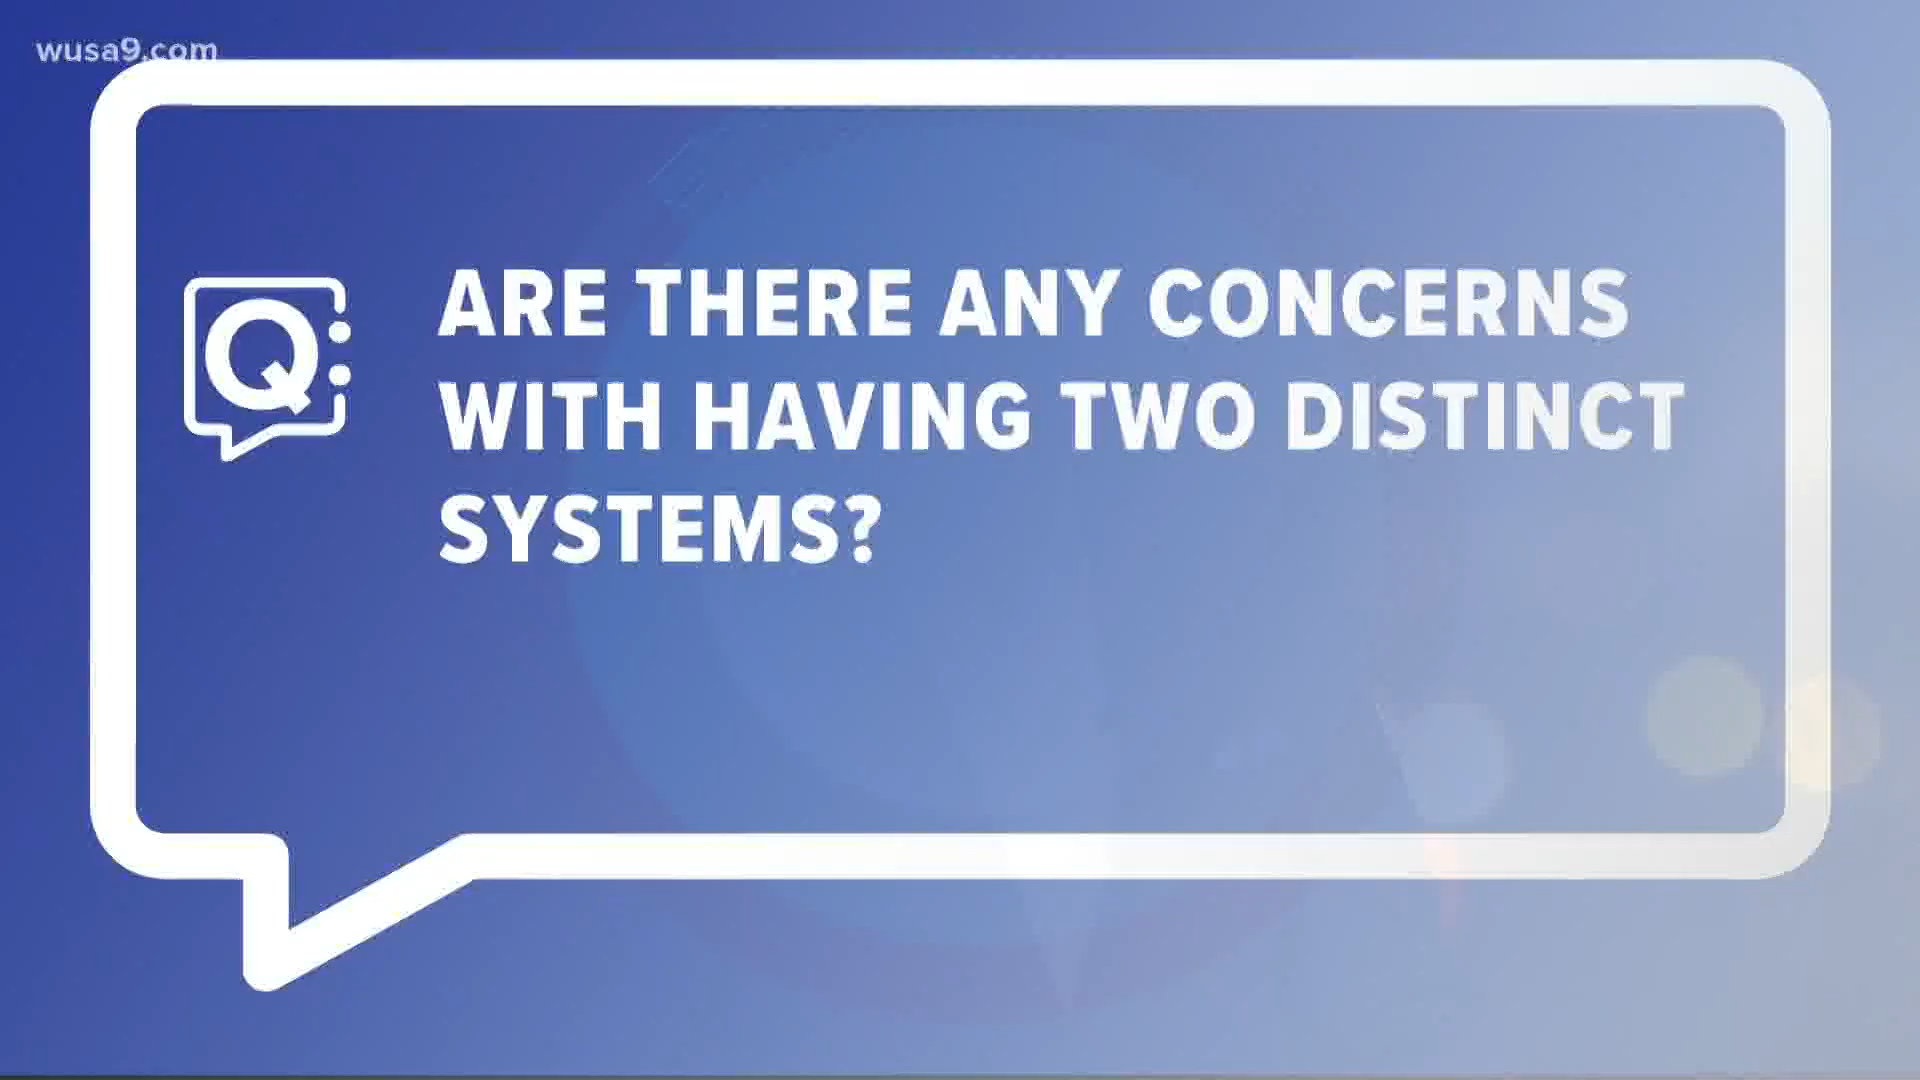 wusa9.com
Q:
ARE THERE ANY CONCERNS
WITH HAVING TWO DISTINCT
SYSTEMS?